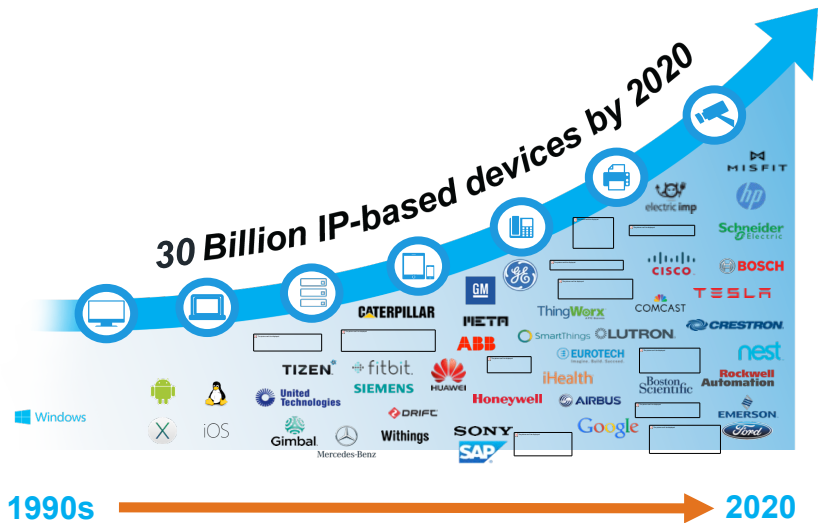 30 Billion IP-based devices by 2020
MISFIT
electric imp
hp
Schneider
Electric
CISCO
BOSCH
GE
GM
TESLA
CATERPILLAR
META
ThingWorx
COMCAST
ABB
SmartThings
LUTRON
CRESTRON
EUROTECH
nest
TIZEN
fitbit
HUAWEI
iHealth
Boston
Scientific
Rockwell
Automation
United
Technologies
SIEMENS
Honeywell
AIRBUS
Windows
X
iOS
DRIFT
Gimbal
Mercedes-Benz
Withings
SONY
SAP
Google
EMERSON
Ford
1990s
2020